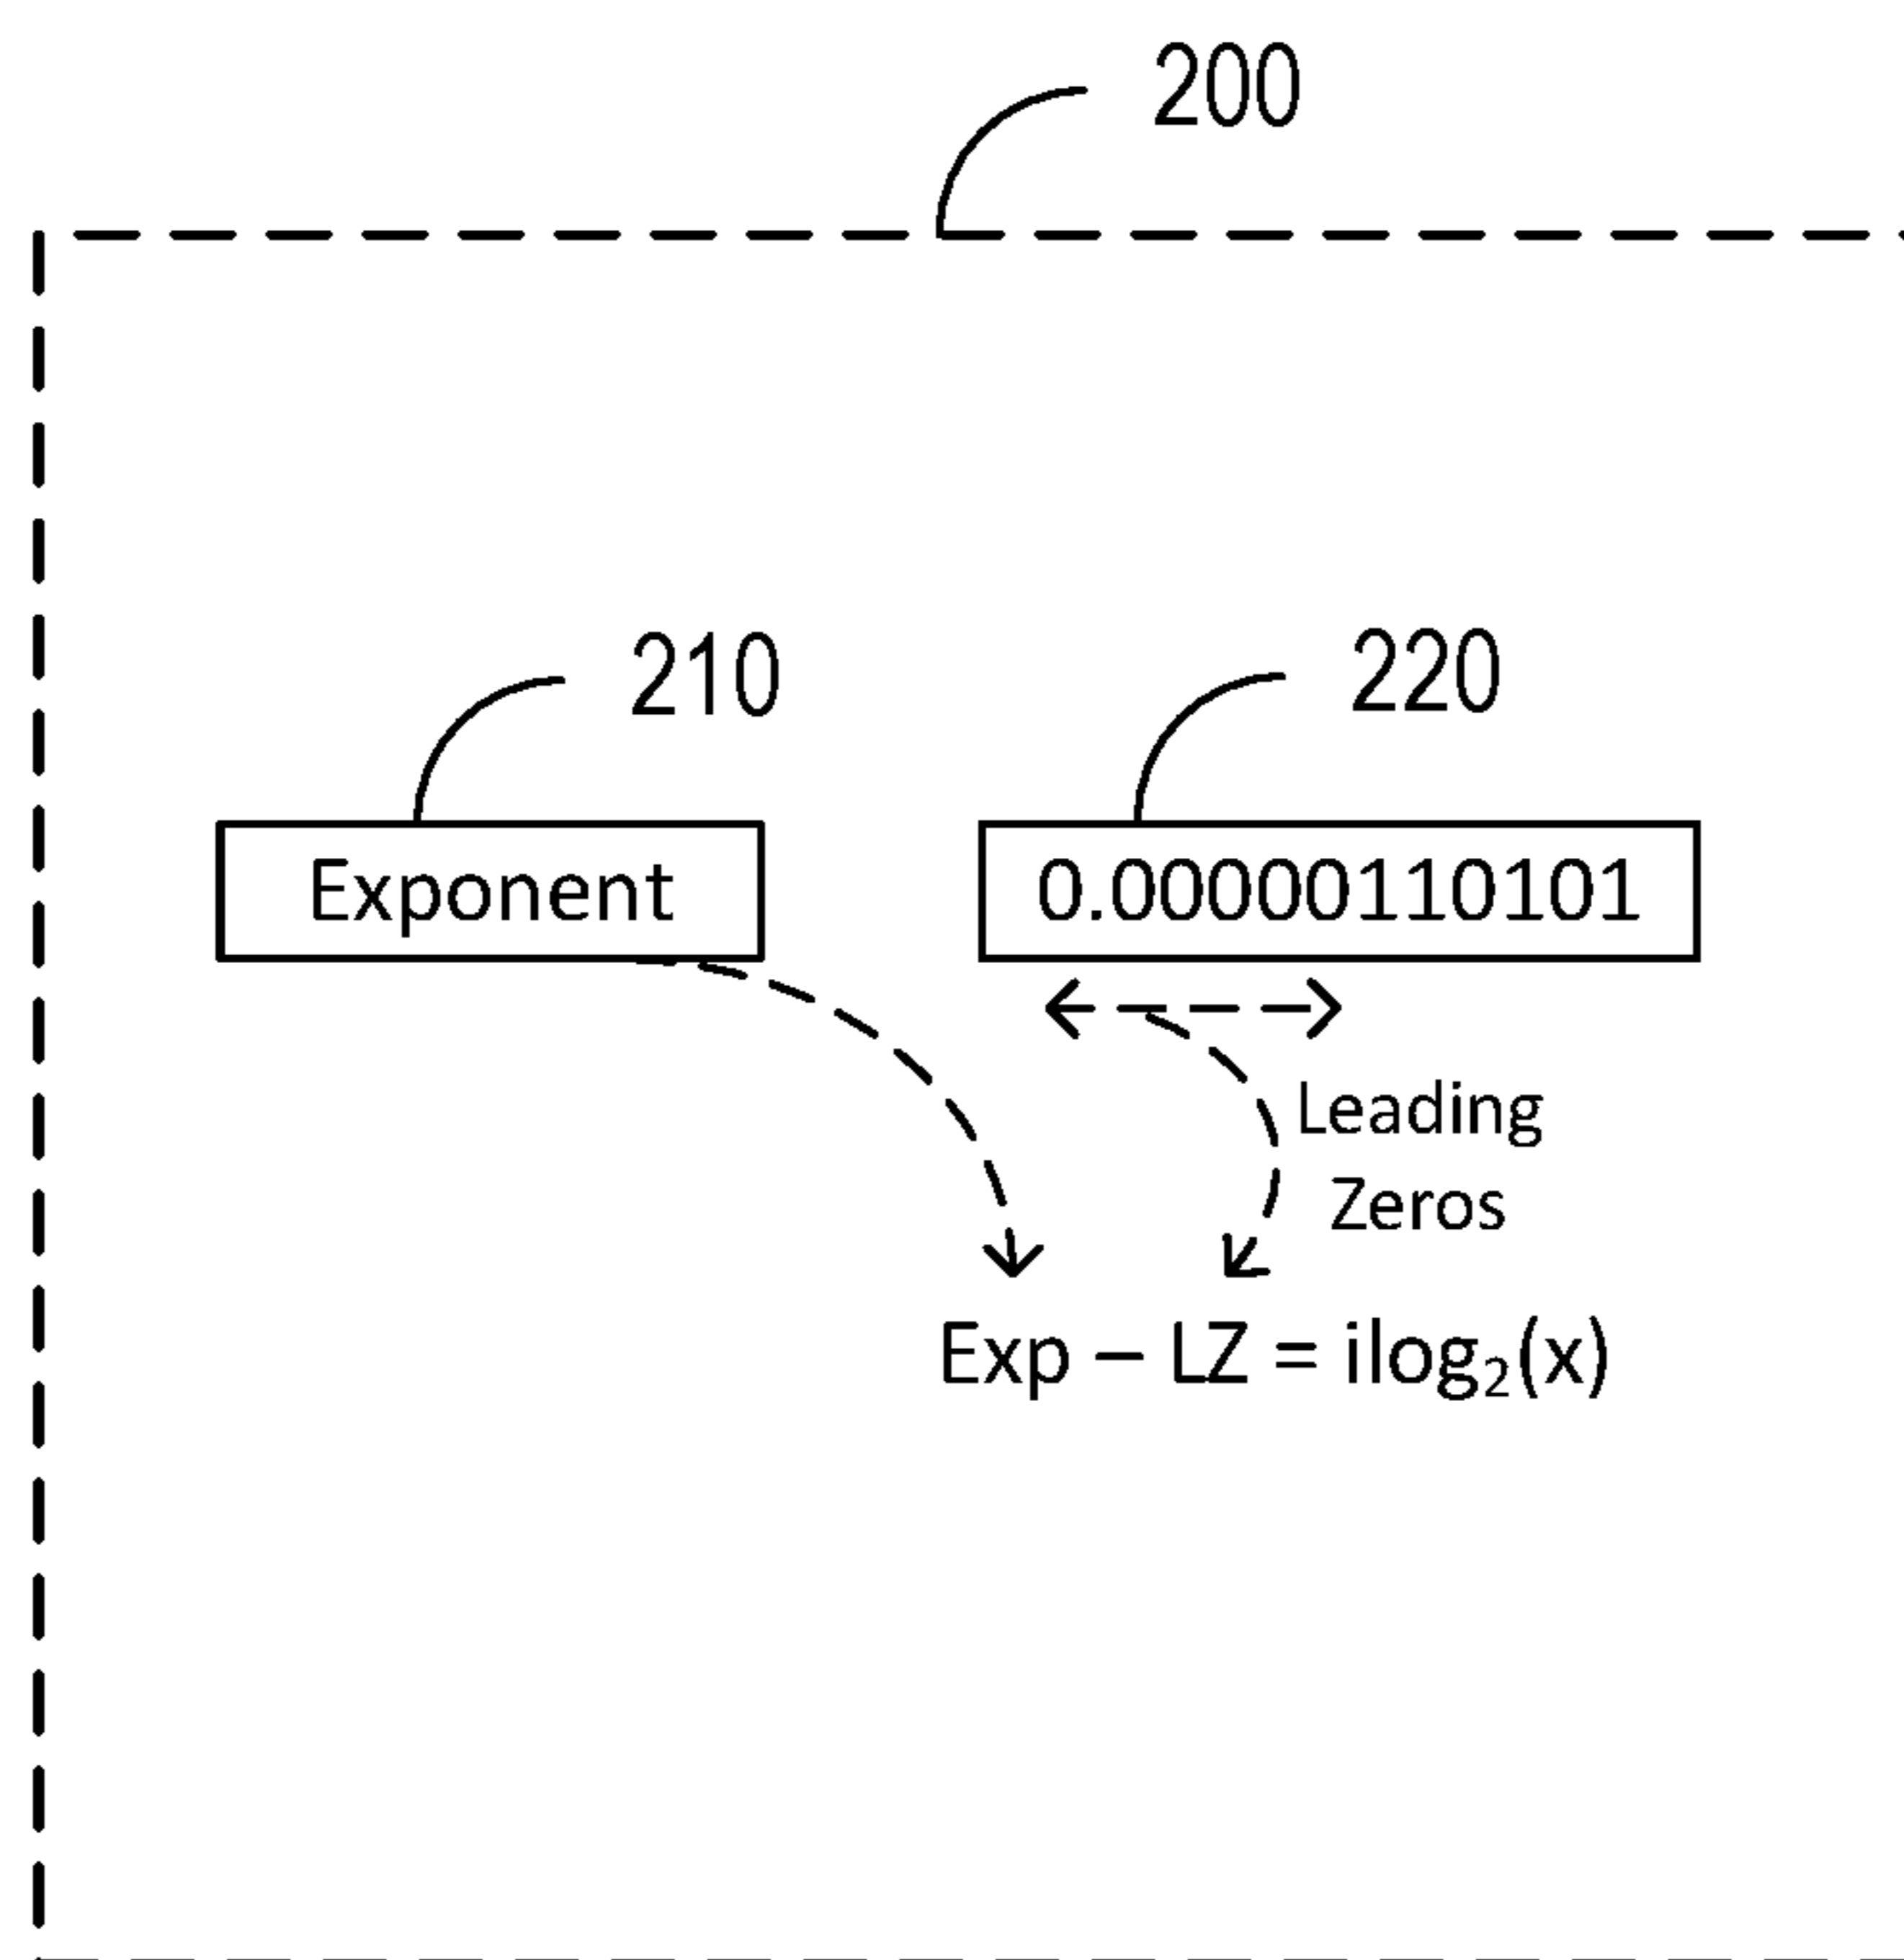 200
210
220
Exponent
0.00000110101
Leading
Zeros
Exp – LZ = ilog₂(x)